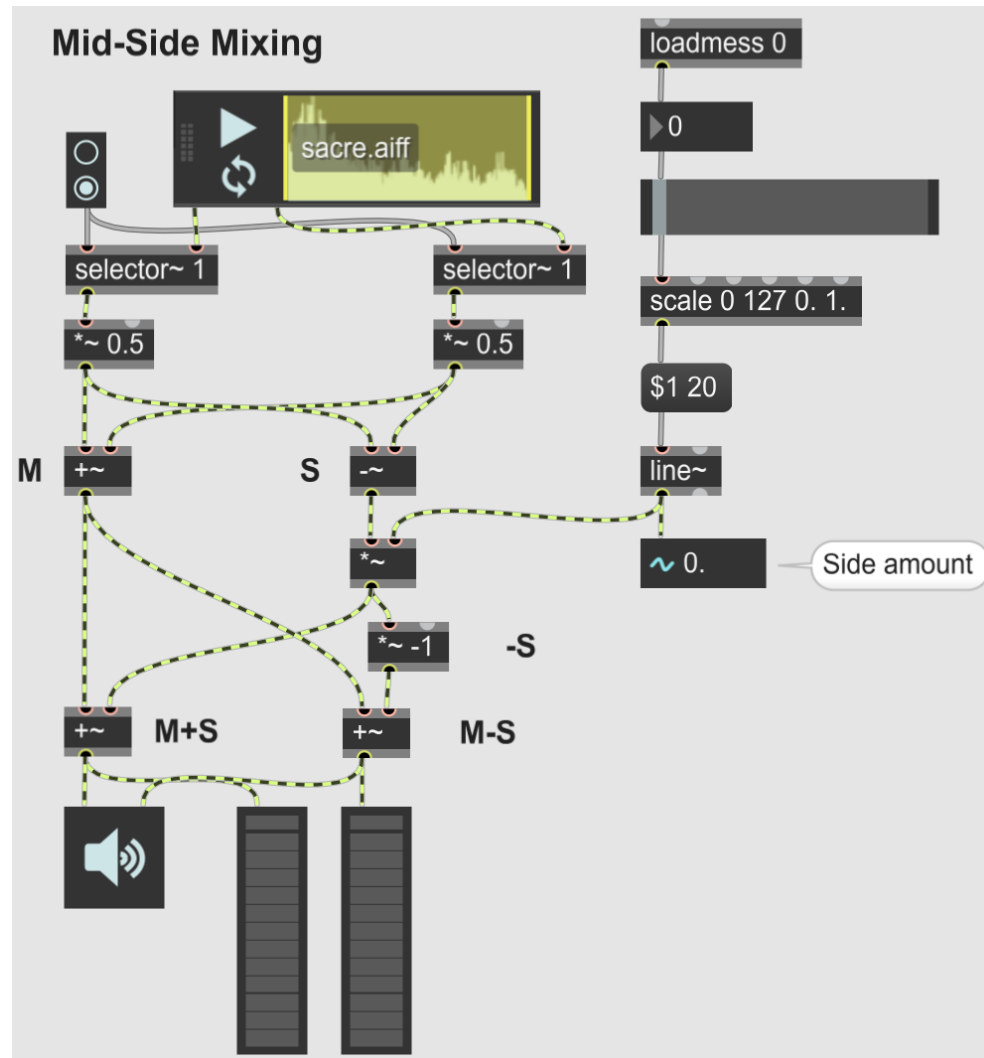 Mid-Side Mixing
loadmess 0
0
sacre.aiff
selector~ 1
selector~ 1
scale 0 127 0. 1.
*~ 0.5
*~ 0.5
$1 20
M
+~
S
-~
line~
*~
0.
Side amount
*~ -1
-S
+~
M+S
+~
M-S